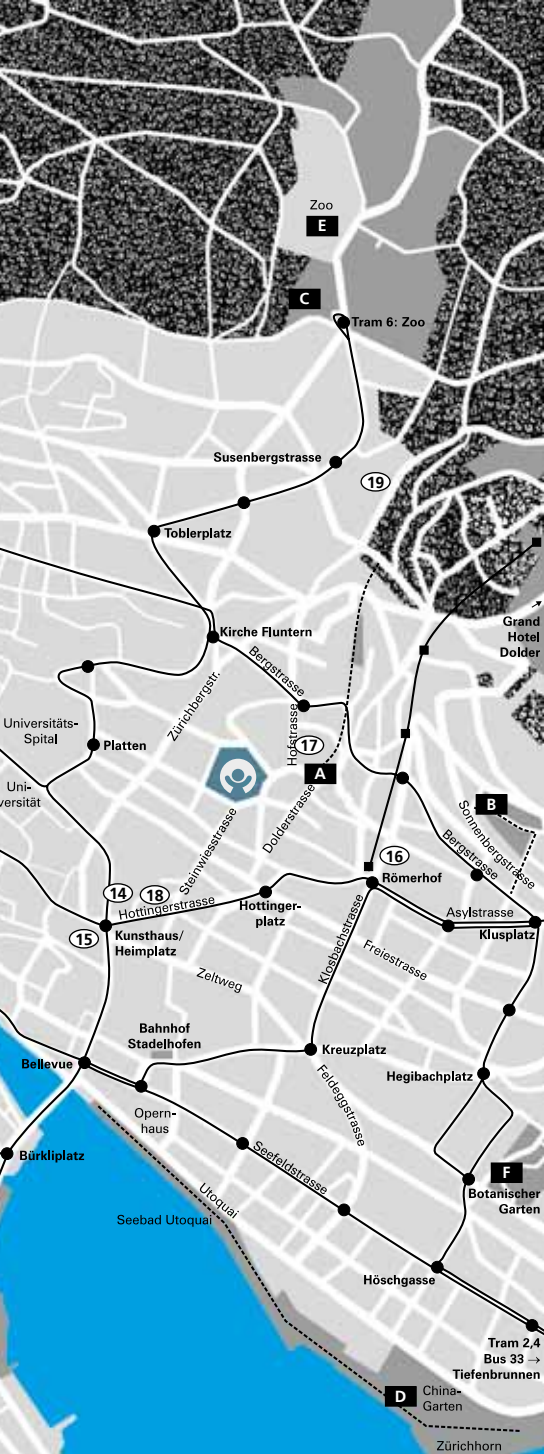 Zoo
E
C
Tram 6: Zoo
Susenbergstrasse
19
Toblerplatz
Grand
Hotel
Dolder
Kirche Fluntern
Bergstrasse
Zürichbergstr.
Universitäts-
Spital
Platten
Hofstrasse
17
A
Uni-
versität
Steinwiesstrasse
Dolderstrasse
B
Sonnenbergstrasse
Bergstrasse
16
Römerhof
14
18
Hottingerstrasse
Hottinger-
platz
Asylstrasse
Klusplatz
15
Kunsthaus/
Heimplatz
Klosbachstrasse
Freiestrasse
Zeltweg
Bahnhof
Stadelhofen
Kreuzplatz
Bellevue
Hegibachplatz
Feldeggstrasse
Opern-
haus
Bürkliplatz
Seefeldstrasse
F
Botanischer
Garten
Utoquai
Seebad Utoquai
Höschgasse
Tram 2,4
Bus 33 →
Tiefenbrunnen
D
China-
Garten
Zürichhorn